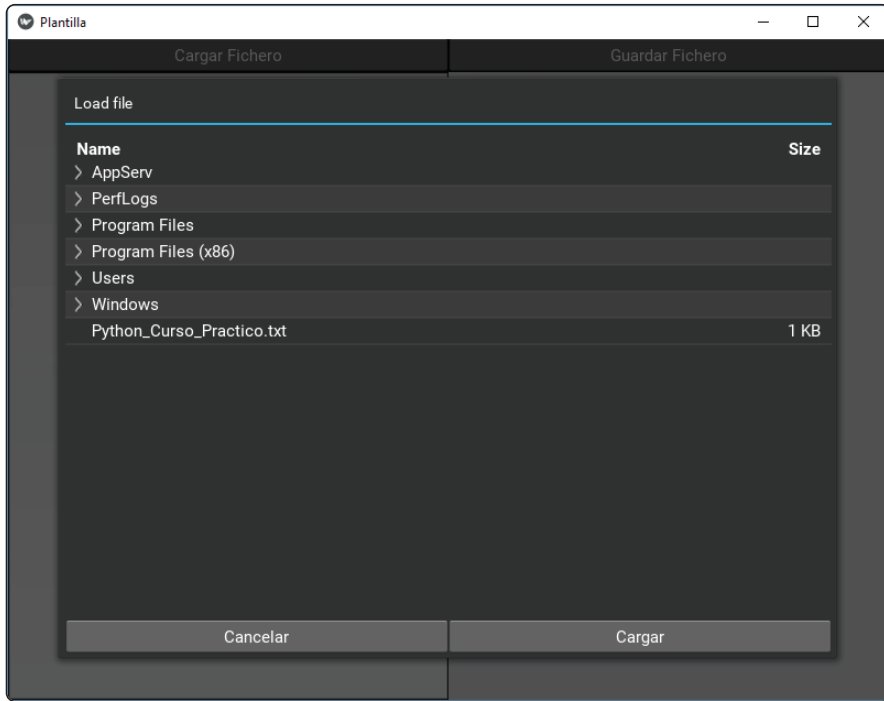 Plantilla
Cargar Fichero Guardar Fichero
Load file
Name Size
AppServ
PerfLogs
Program Files
Program Files (x86)
Users
Windows
Python_Curso_Practico.txt 1 KB
Cancelar Cargar